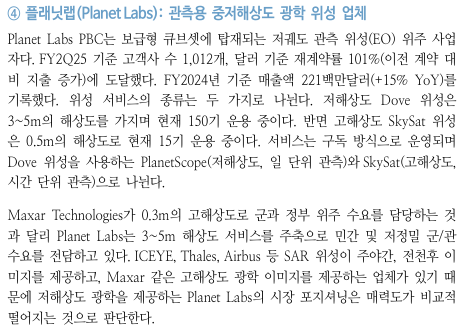 ④ 플래닛랩(Planet Labs): 관측용 중저해상도 광학 위성 업체
Planet Labs PBC는 보급형 큐브셋에 탑재되는 저궤도 관측 위성(EO) 위주 사업
자다. FY2Q25 기준 고객사 수 1,012개, 달러 기준 재계약률 101%(이전 계약 대
비 지출 증가)에 도달했다. FY2024년 기준 매출액 221백만달러(+15% YoY)를
기록했다. 위성 서비스의 종류는 두 가지로 나뉜다. 저해상도 Dove 위성은
3~5m의 해상도를 가지며 현재 150기 운용 중이다. 반면 고해상도 SkySat 위성
은 0.5m의 해상도로 현재 15기 운용 중이다. 서비스는 구독 방식으로 운영되며
Dove 위성을 사용하는 PlanetScope(저해상도, 일 단위 관측)와 SkySat(고해상도,
시간 단위 관측)으로 나뉜다.
Maxar Technologies가 0.3m의 고해상도로 군과 정부 위주 수요를 담당하는 것
과 달리 Planet Labs는 3~5m 해상도 서비스를 주축으로 민간 및 저정밀 군/관
수요를 전담하고 있다. ICEYE, Thales, Airbus 등 SAR 위성이 주야간, 전천후 이
미지를 제공하고, Maxar 같은 고해상도 광학 이미지를 제공하는 업체가 있기 때
문에 저해상도 광학을 제공하는 Planet Labs의 시장 포지셔닝은 매력도가 비교적
떨어지는 것으로 판단한다.